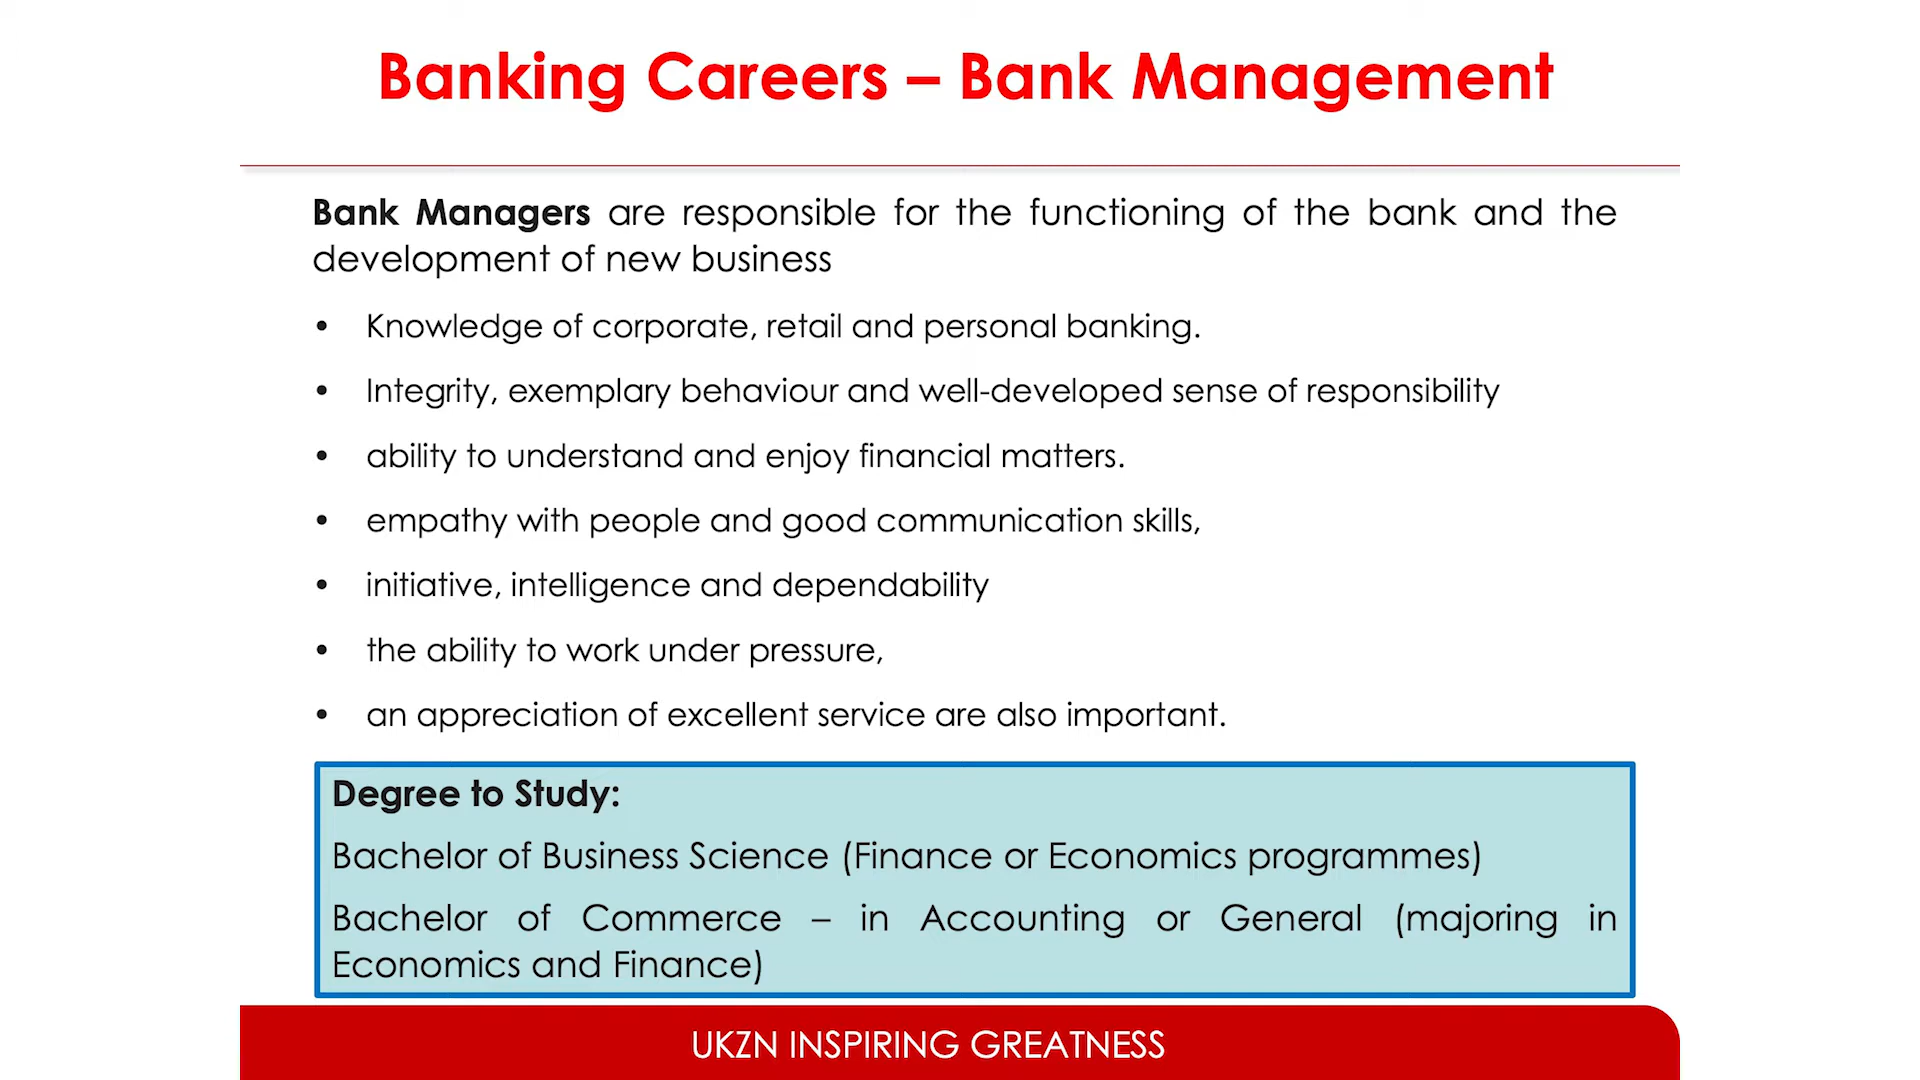 Banking Careers – Bank Management
Bank Managers are responsible for the functioning of the bank and the
development of new business
• Knowledge of corporate, retail and personal banking.
• Integrity, exemplary behaviour and well-developed sense of responsibility
• ability to understand and enjoy financial matters.
• empathy with people and good communication skills,
• initiative, intelligence and dependability
• the ability to work under pressure,
• an appreciation of excellent service are also important.
Degree to Study:
Bachelor of Business Science (Finance or Economics programmes)
Bachelor of Commerce – in Accounting or General (majoring in
Economics and Finance)
UKZN INSPIRING GREATNESS